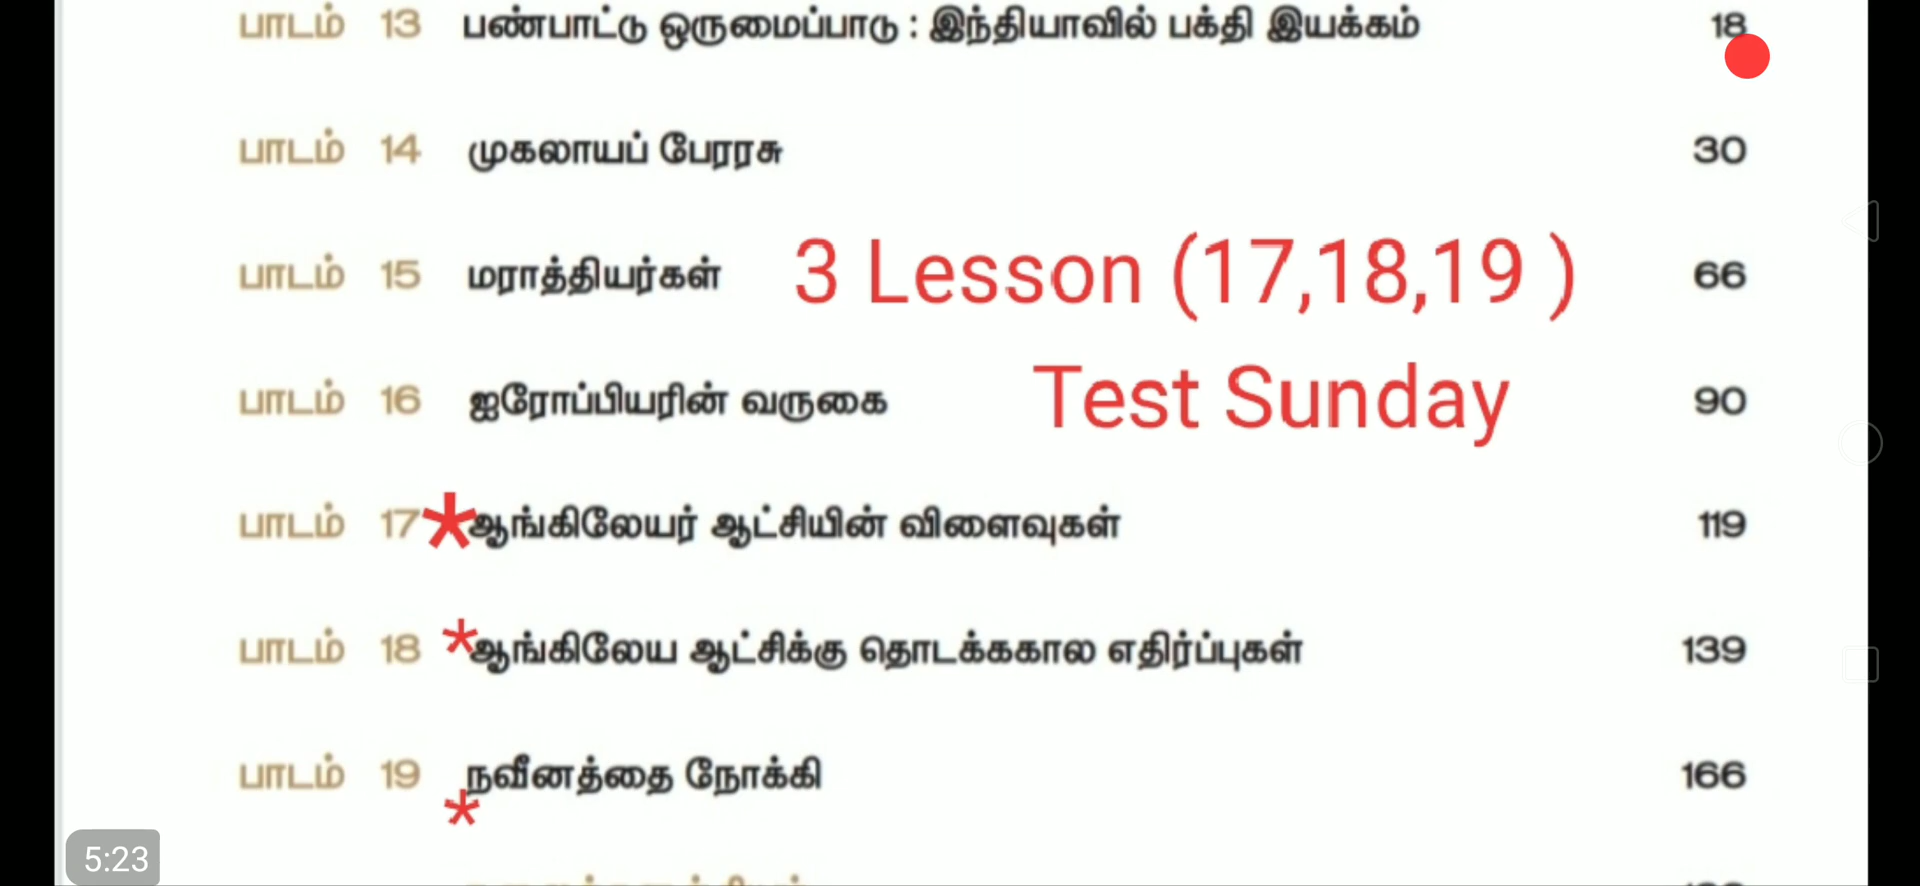 பாடம் 13 பண்பாட்டு ஒருமைப்பாடு : இந்தியாவில் பக்தி இயக்கம் 18
பாடம் 14 முகலாயப் பேரரசு 30
பாடம் 15 மராத்தியர்கள் 66
3 Lesson (17,18,19 )
பாடம் 16 ஐரோப்பியரின் வருகை 90
Test Sunday
பாடம் 17 * ஆங்கிலேயர் ஆட்சியின் விளைவுகள் 119
பாடம் 18 * ஆங்கிலேய ஆட்சிக்கு தொடக்ககால எதிர்ப்புகள் 139
பாடம் 19 நவீனத்தை நோக்கி 166
*
5:23